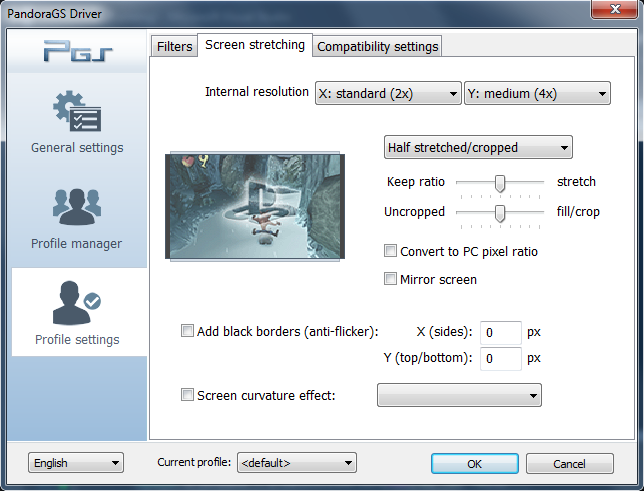 PandoraGS Driver
PGS
General settings
Profile manager
Profile settings
Filters
Screen stretching
Compatibility settings
Internal resolution
X: standard (2x)
Y: medium (4x)
Half stretched/cropped
Keep ratio
stretch
Uncropped
fill/crop
Convert to PC pixel ratio
Mirror screen
Add black borders (anti-flicker):
X (sides):
0
px
Y (top/bottom):
0
px
Screen curvature effect:
English
Current profile:
<default>
OK
Cancel